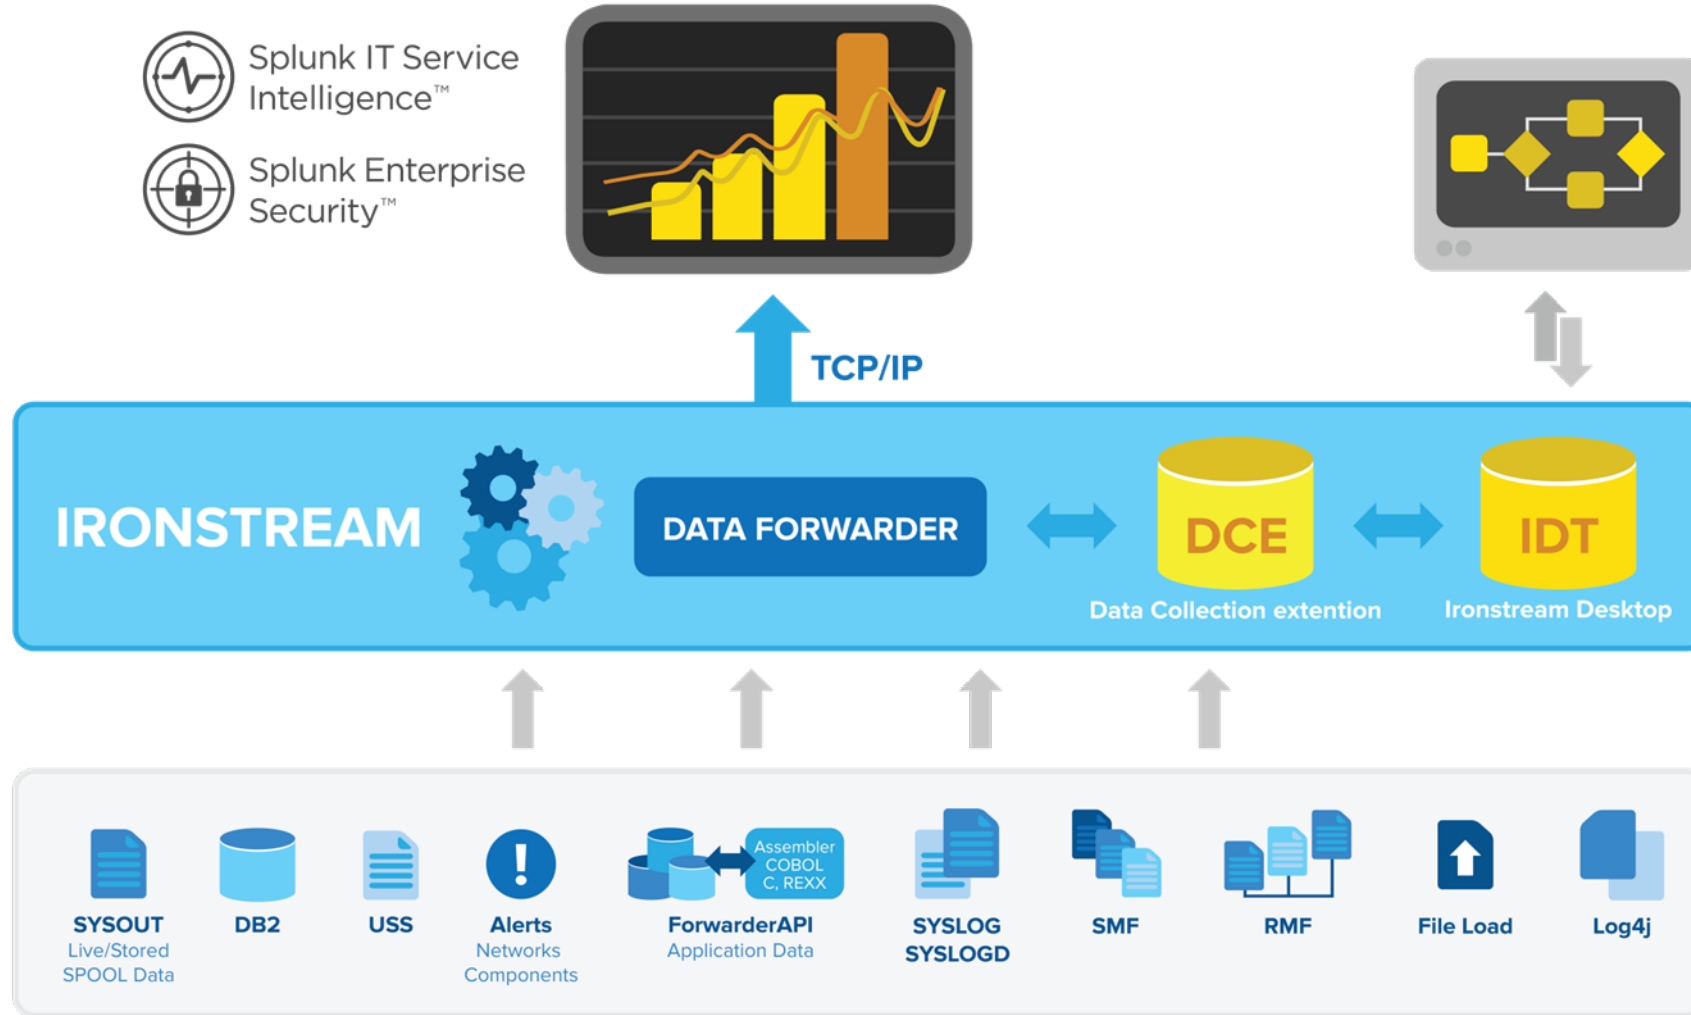 Splunk IT Service
Intelligence™
Splunk Enterprise
Security™
TCP/IP
IRONSTREAM
DATA FORWARDER
DCE
Data Collection extention
IDT
Ironstream Desktop
Assembler
COBOL
C, REXX
SYSOUT
Live/Stored
SPOOL Data
DB2
USS
Alerts
Networks
Components
ForwarderAPI
Application Data
SYSLOG
SYSLOGD
SMF
RMF
File Load
Log4j